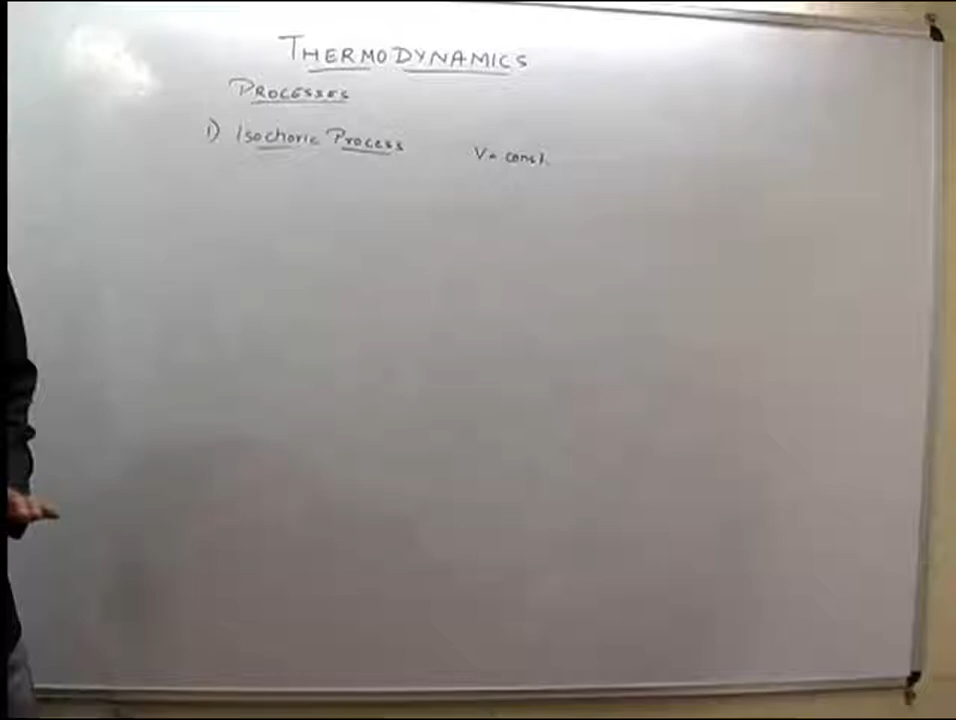 THERMODYNAMICS
PROCESSES
1) Isochoric Process V = const.